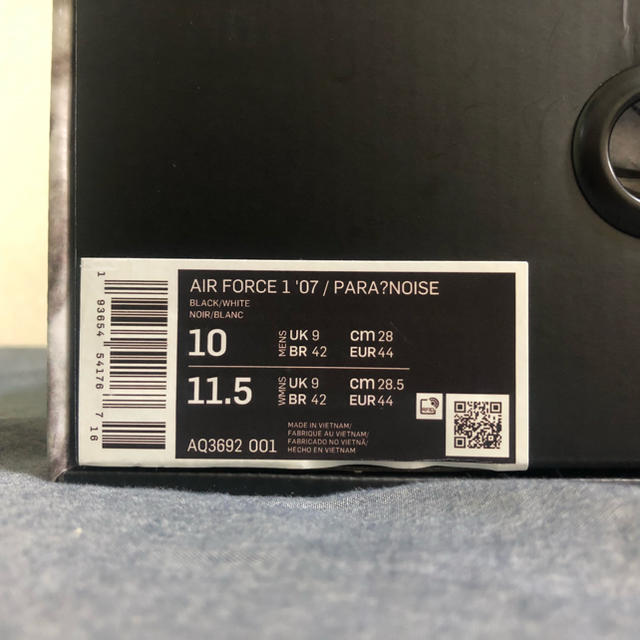 AIR FORCE 1 '07 / PARA?NOISE
BLACK/WHITE
NOIR/BLANC
10 MENS UK 9 cm 28
BR 42 EUR 44
11.5 WMNS UK 9 cm 28.5
BR 42 EUR 44
MADE IN VIETNAM/
FABRIQUE AU VIETNAM/
FABRICADO NO VIETNÃ/
HECHO EN VIETNAM
AQ3692 001
1 93654 54176 7 16